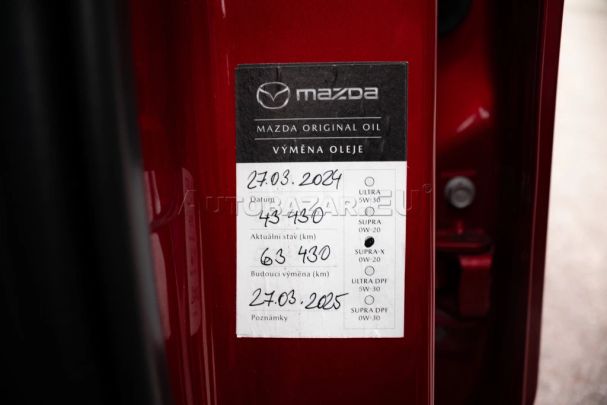 mazda
MAZDA ORIGINAL OIL
VÝMĚNA OLEJE
27.03.2024
Datum
43 430
Aktuální stav (km)
63 430
Budoucí výměna (km)
27.03.2025
Poznámky
ULTRA
5W-30
SUPRA
0W-20
SUPRA-X
0W-20
ULTRA DPF
5W-30
SUPRA DPF
0W-30
AUTOBAZAR.EU